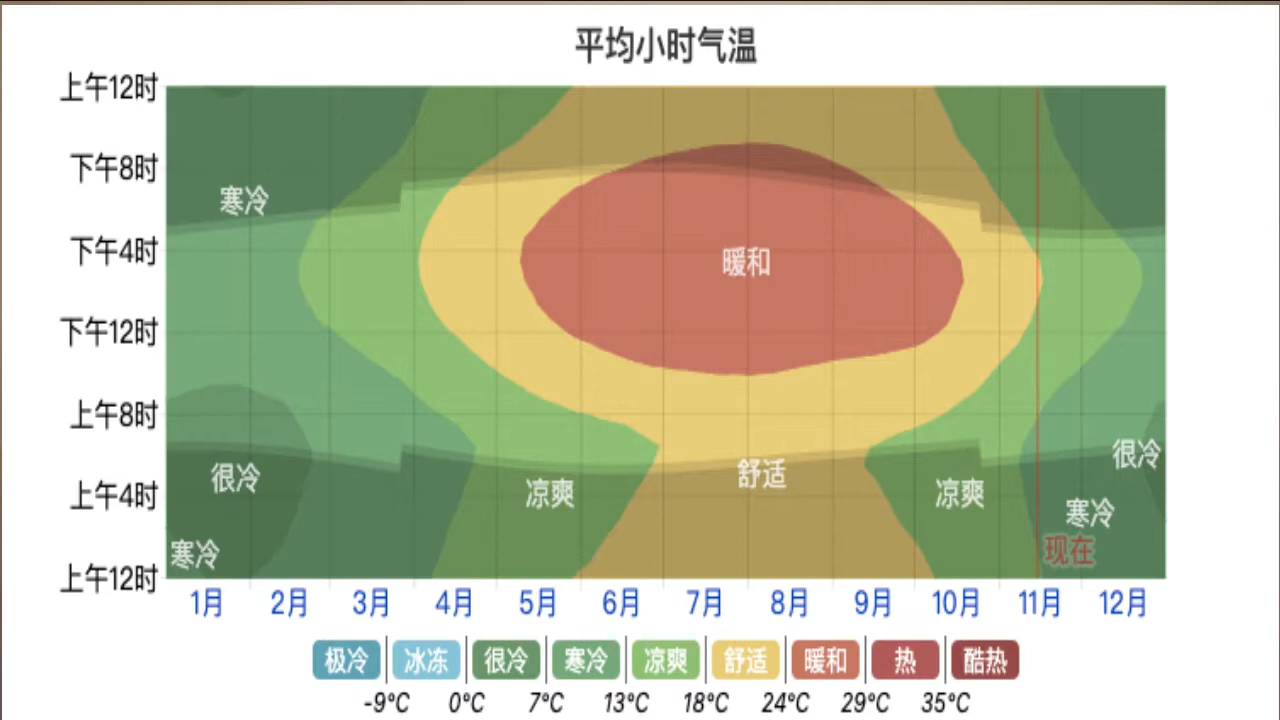 平均小时气温
上午12时
下午8时
寒冷
下午4时
暖和
下午12时
上午8时
很冷
很冷
舒适
上午4时
凉爽
凉爽
寒冷
寒冷
现在
上午12时
1月 2月 3月 4月 5月 6月 7月 8月 9月 10月 11月 12月
极冷 冰冻 很冷 寒冷 凉爽 舒适 暖和 热 酷热
-9°C 0°C 7°C 13°C 18°C 24°C 29°C 35°C